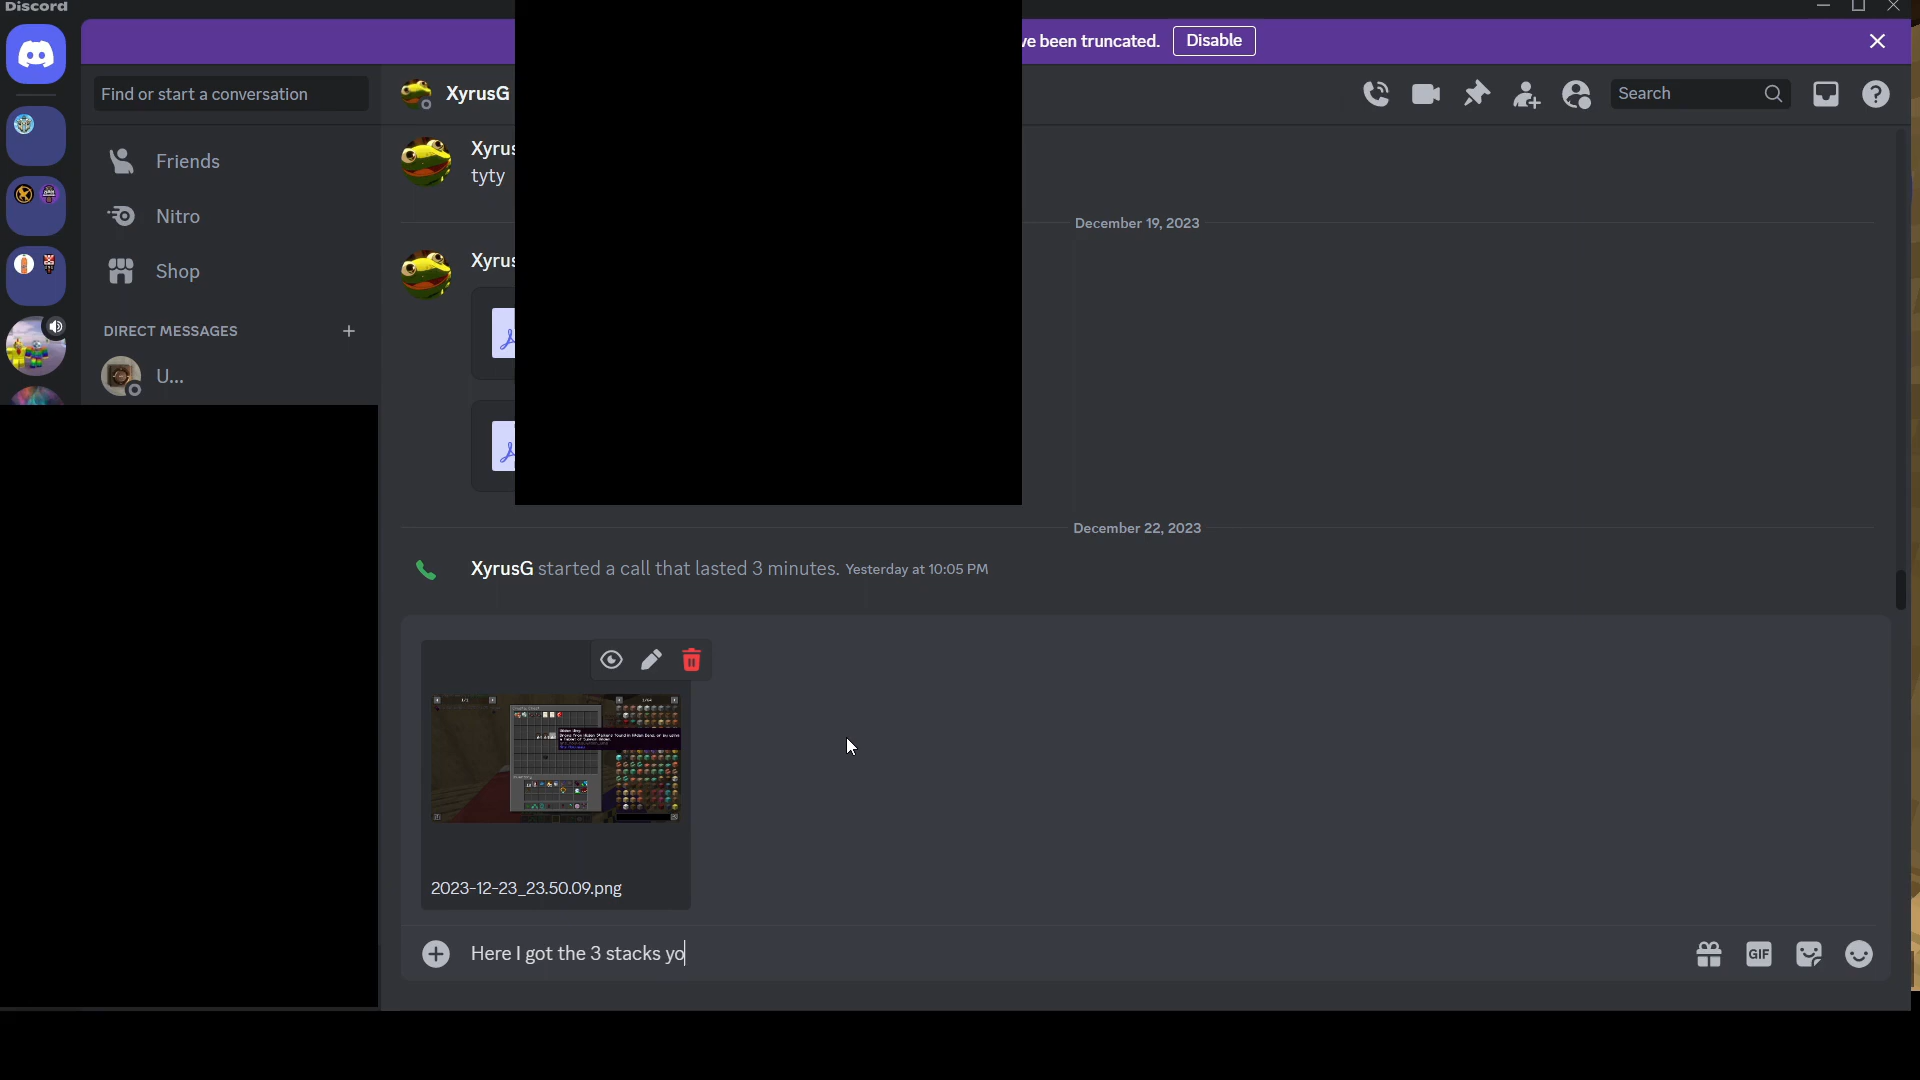 Discord
ve been truncated.
Disable
Find or start a conversation
XyrusG
Search
Friends
Nitro
Shop
DIRECT MESSAGES
U...
Xyrus
tyty
December 19, 2023
Xyrus
December 22, 2023
XyrusG started a call that lasted 3 minutes. Yesterday at 10:05 PM
2023-12-23_23.50.09.png
Here I got the 3 stacks yo
GIF